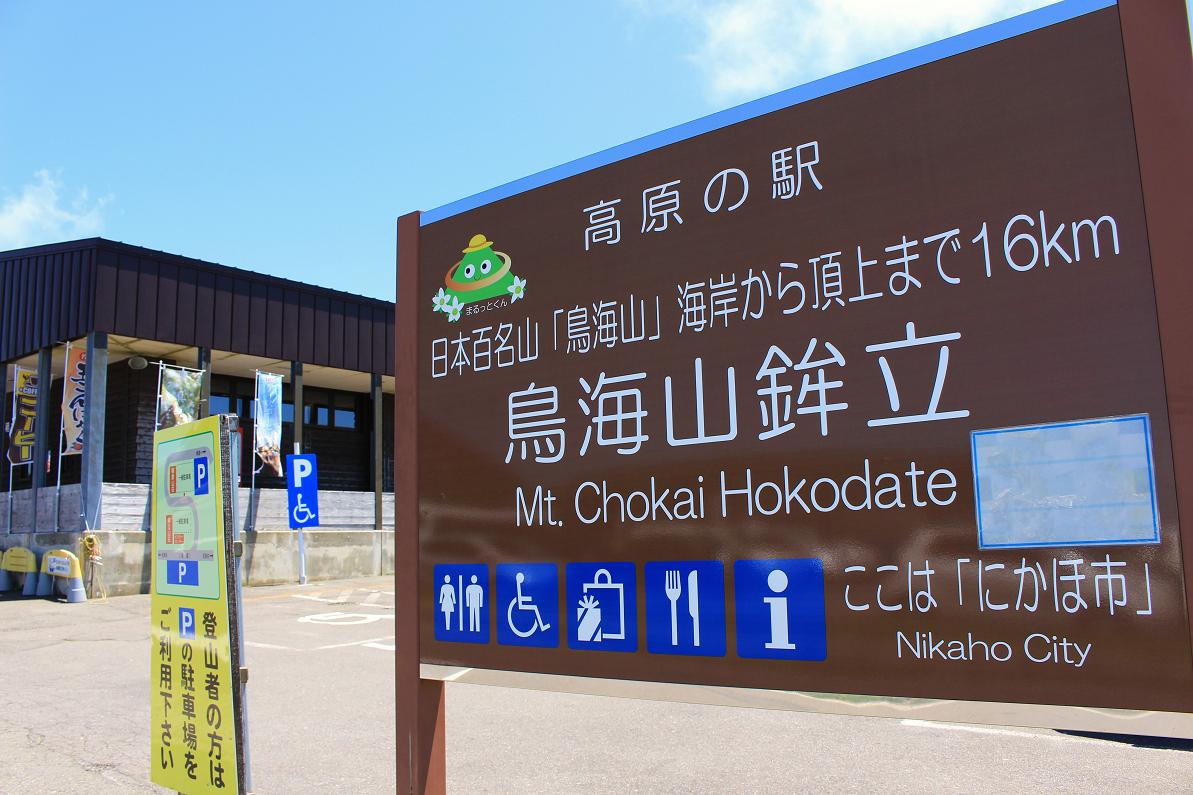 高原の駅
まるっとくん
日本百名山「鳥海山」海岸から頂上まで16km
鳥海山鉾立
Mt. Chokai Hokodate
ここは「にかほ市」
Nikaho City
P
P
P
登山者の方は
Pの駐車場を
ご利用下さい
COFFEE